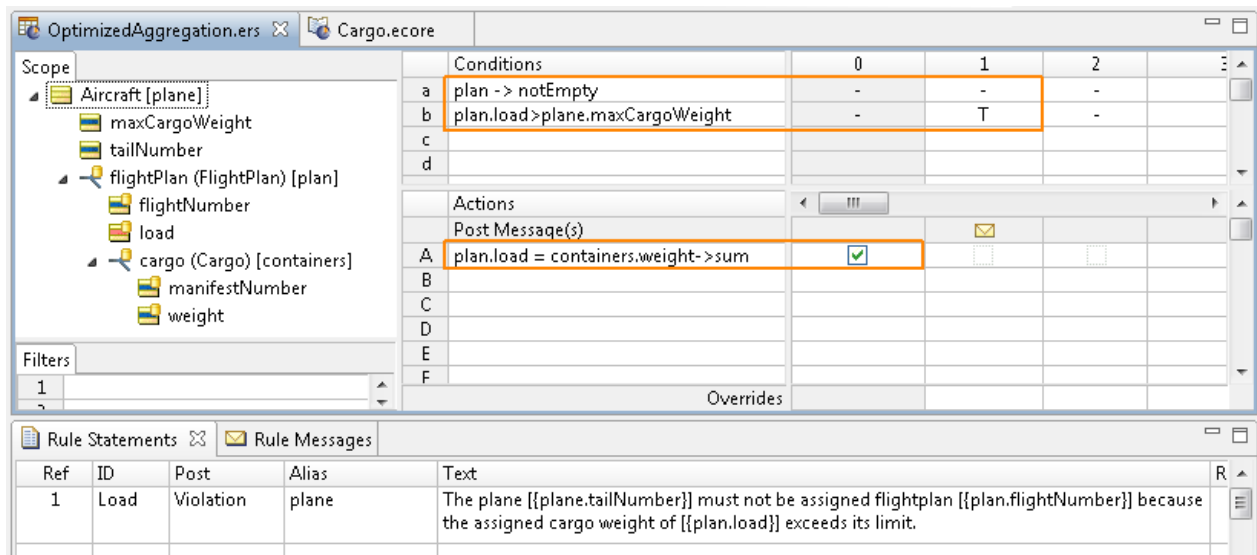 OptimizedAggregation.ers Cargo.ecore
Scope
Aircraft [plane]
maxCargoWeight
tailNumber
flightPlan (FlightPlan) [plan]
flightNumber
load
cargo (Cargo) [containers]
manifestNumber
weight
Filters
1
Conditions 0 1 2
a plan -> notEmpty - - -
b plan.load>plane.maxCargoWeight - T -
c
d
Actions
Post Message(s)
A plan.load = containers.weight->sum
B
C
D
E
F
Overrides
Rule Statements Rule Messages
Ref ID Post Alias Text R
1 Load Violation plane The plane [{plane.tailNumber}] must not be assigned flightplan [{plan.flightNumber}] because
the assigned cargo weight of [{plan.load}] exceeds its limit.